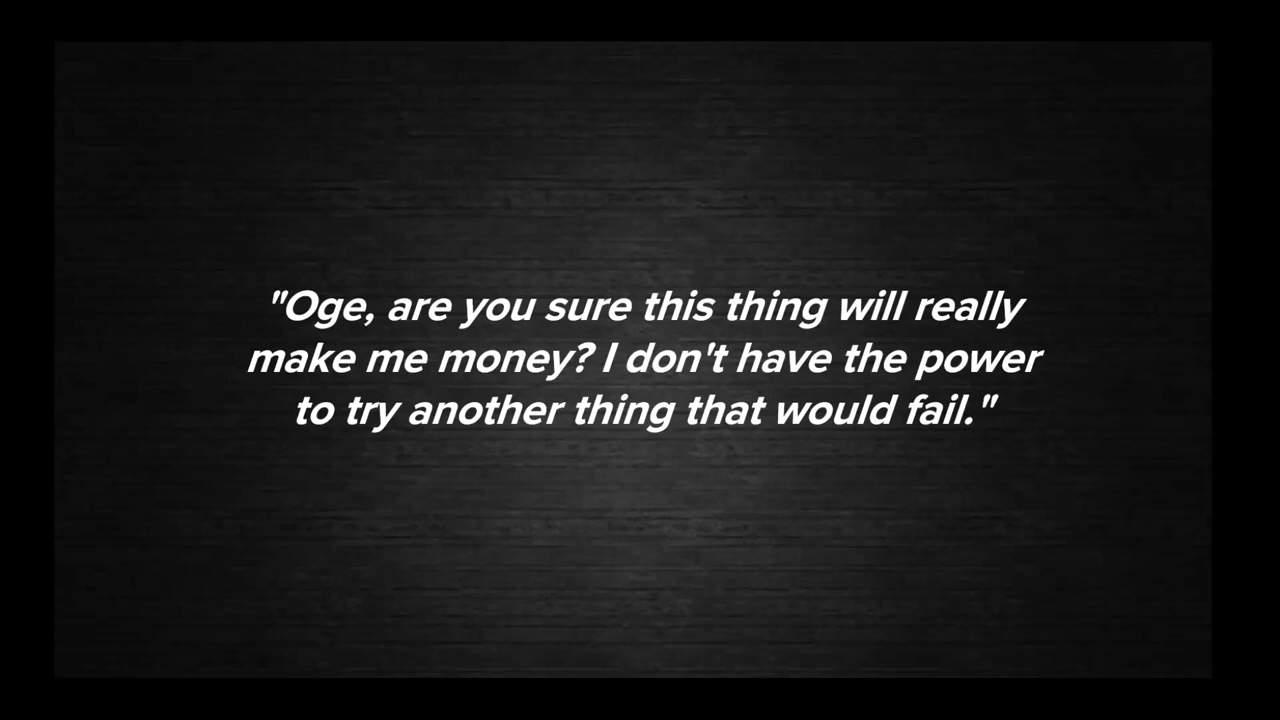 "Oge, are you sure this thing will really
make me money? I don't have the power
to try another thing that would fail."